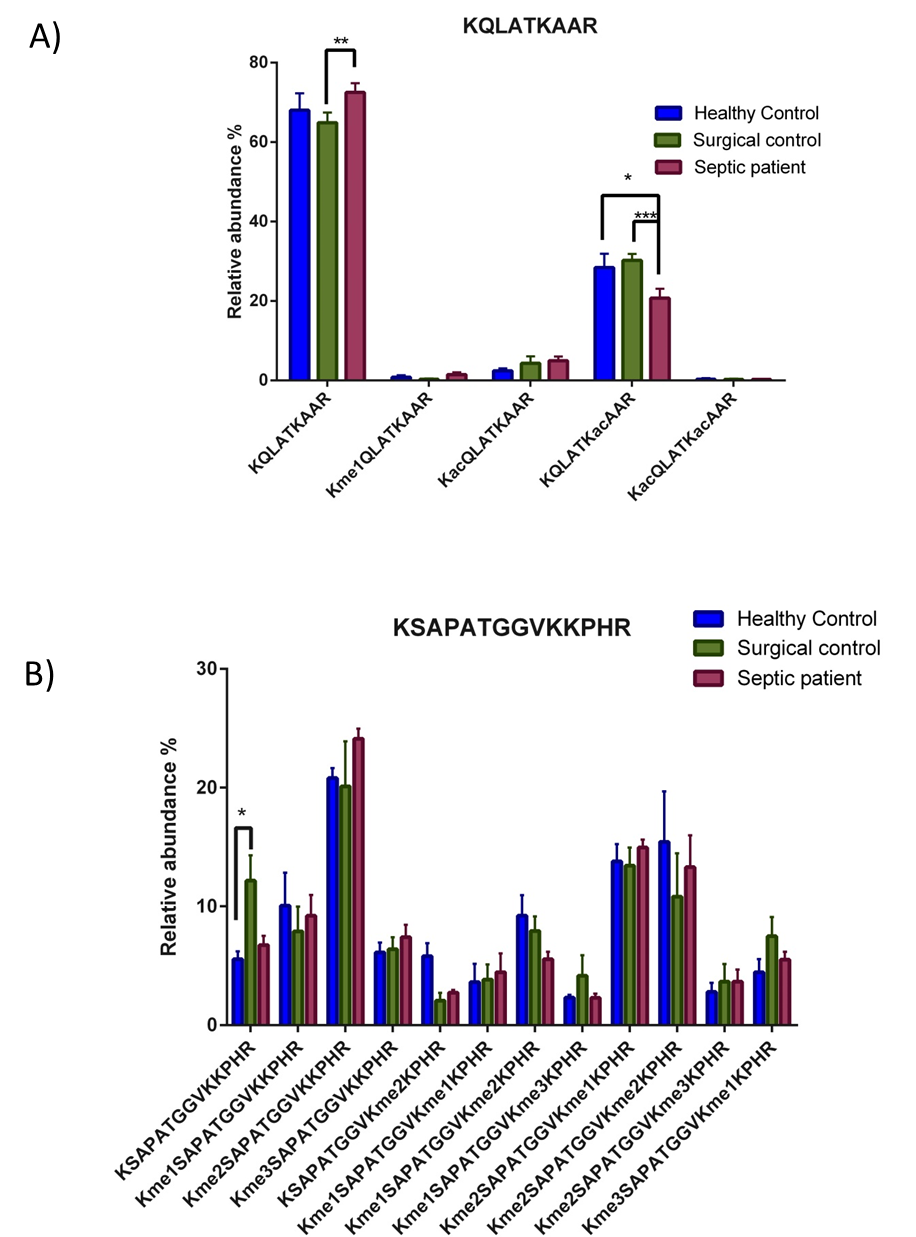 A)
KQLATKAAR
**
80
60
40
20
0
Relative abundance %
Healthy Control
Surgical control
Septic patient
*
***
KQLATKAAR
Kme1QLATKAAR
KacQLATKAAR
KQLATKacAAR
KacQLATKacAAR
B)
KSAPATGGVKKPHR
Healthy Control
Surgical control
Septic patient
30
20
10
0
Relative abundance %
*
KSAPATGGVKKPHR
Kme1SAPATGGVKKPHR
Kme2SAPATGGVKKPHR
Kme3SAPATGGVKKPHR
KSAPATGGVKme2KPHR
Kme1SAPATGGVKme1KPHR
Kme1SAPATGGVKme2KPHR
Kme1SAPATGGVKme3KPHR
Kme2SAPATGGVKme1KPHR
Kme2SAPATGGVKme2KPHR
Kme2SAPATGGVKme3KPHR
Kme3SAPATGGVKme1KPHR